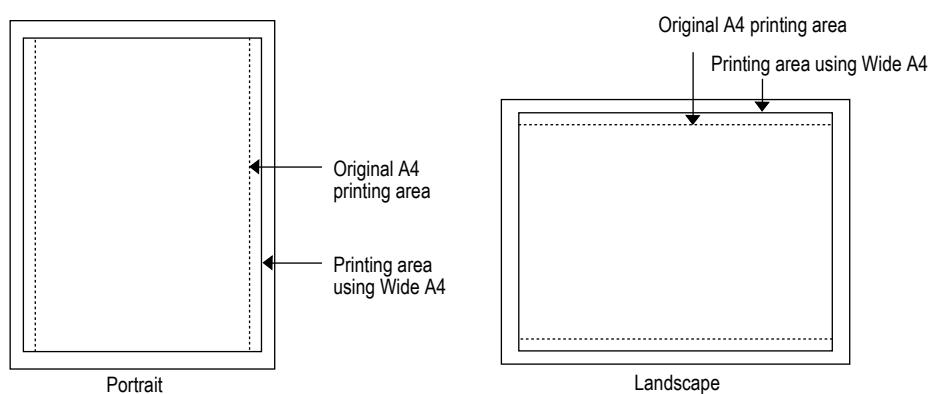 Original A4
printing area
Printing area
using Wide A4
Portrait
Original A4 printing area
Printing area using Wide A4
Landscape